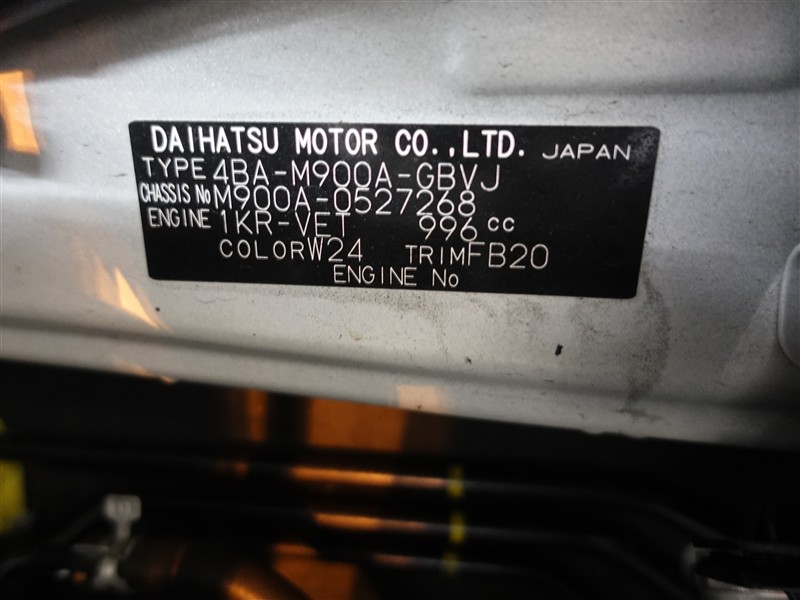 DAIHATSU MOTOR CO.,LTD. JAPAN
TYPE 4BA-M900A-GBVJ
CHASSIS No M900A-0527268
ENGINE 1KR-VET 996 cc
COLOR W24 TRIM FB20
ENGINE No